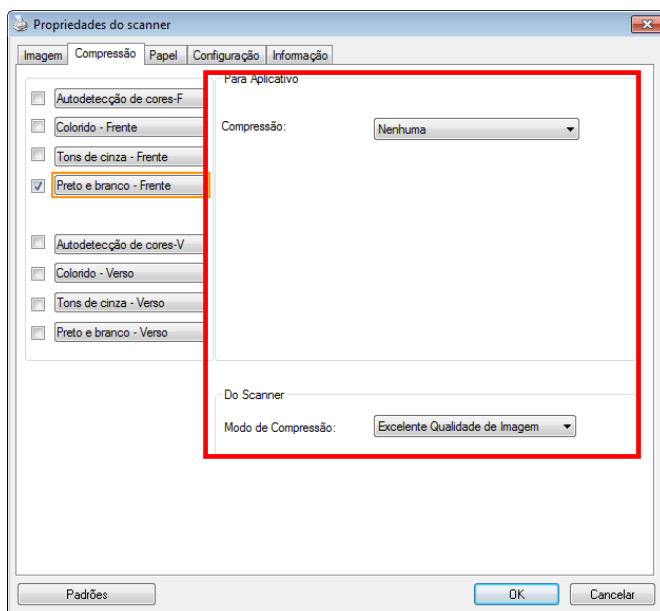 Propriedades do scanner
Imagem Compressão Papel Configuração Informação
Para Aplicativo
Autodetecção de cores-F
Colorido - Frente
Compressão: Nenhuma
Tons de cinza - Frente
Preto e branco - Frente
Autodetecção de cores-V
Colorido - Verso
Tons de cinza - Verso
Preto e branco - Verso
Do Scanner
Modo de Compressão: Excelente Qualidade de Imagem
Padrões OK Cancelar